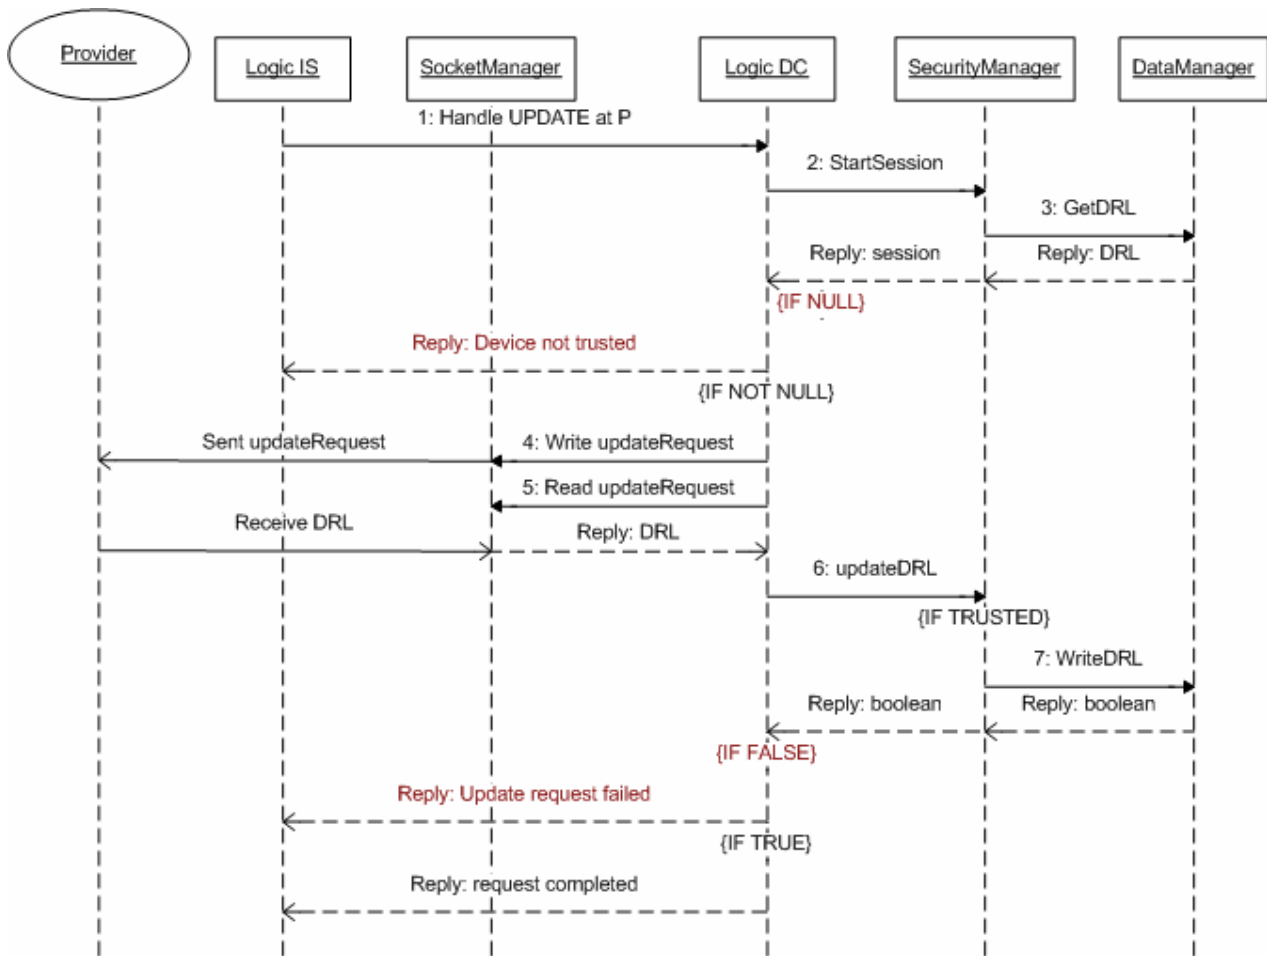 Provider
Logic IS
SocketManager
Logic DC
SecurityManager
DataManager
1: Handle UPDATE at P
2: StartSession
3: GetDRL
Reply: session
Reply: DRL
{IF NULL}
Reply: Device not trusted
{IF NOT NULL}
Sent updateRequest
4: Write updateRequest
5: Read updateRequest
Receive DRL
Reply: DRL
6: updateDRL
{IF TRUSTED}
7: WriteDRL
Reply: boolean
Reply: boolean
{IF FALSE}
Reply: Update request failed
{IF TRUE}
Reply: request completed